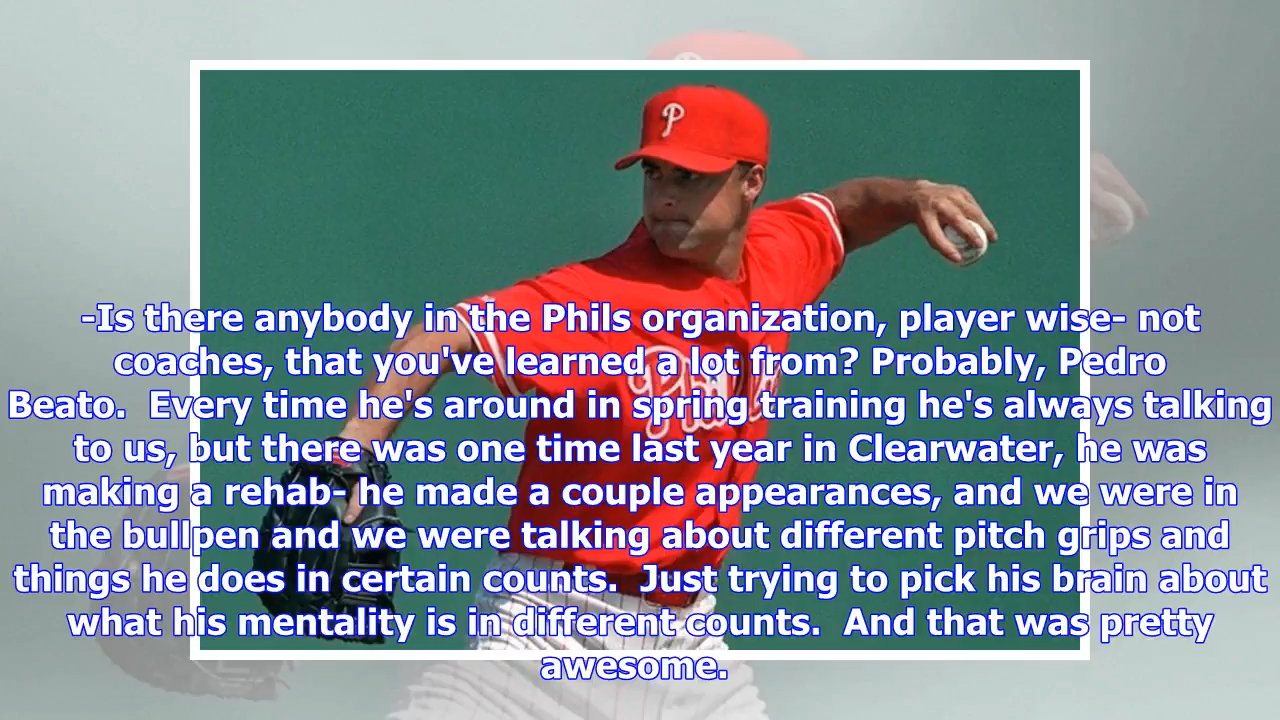 P
-Is there anybody in the Phils organization, player wise- not
coaches, that you've learned a lot from? Probably, Pedro
Beato.  Every time he's around in spring training he's always talking
to us, but there was one time last year in Clearwater, he was
making a rehab- he made a couple appearances, and we were in
the bullpen and we were talking about different pitch grips and
things he does in certain counts.  Just trying to pick his brain about
what his mentality is in different counts.  And that was pretty
awesome.